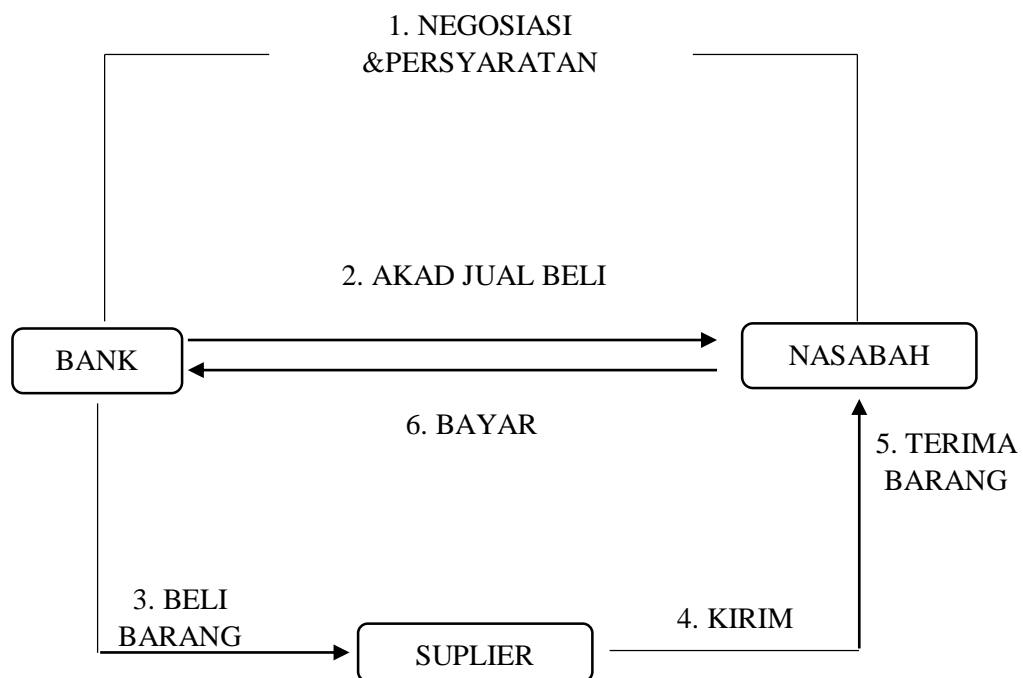 1. NEGOSIASI
&PERSYARATAN
2. AKAD JUAL BELI
BANK
NASABAH
6. BAYAR
5. TERIMA
BARANG
3. BELI
BARANG
4. KIRIM
SUPLIER